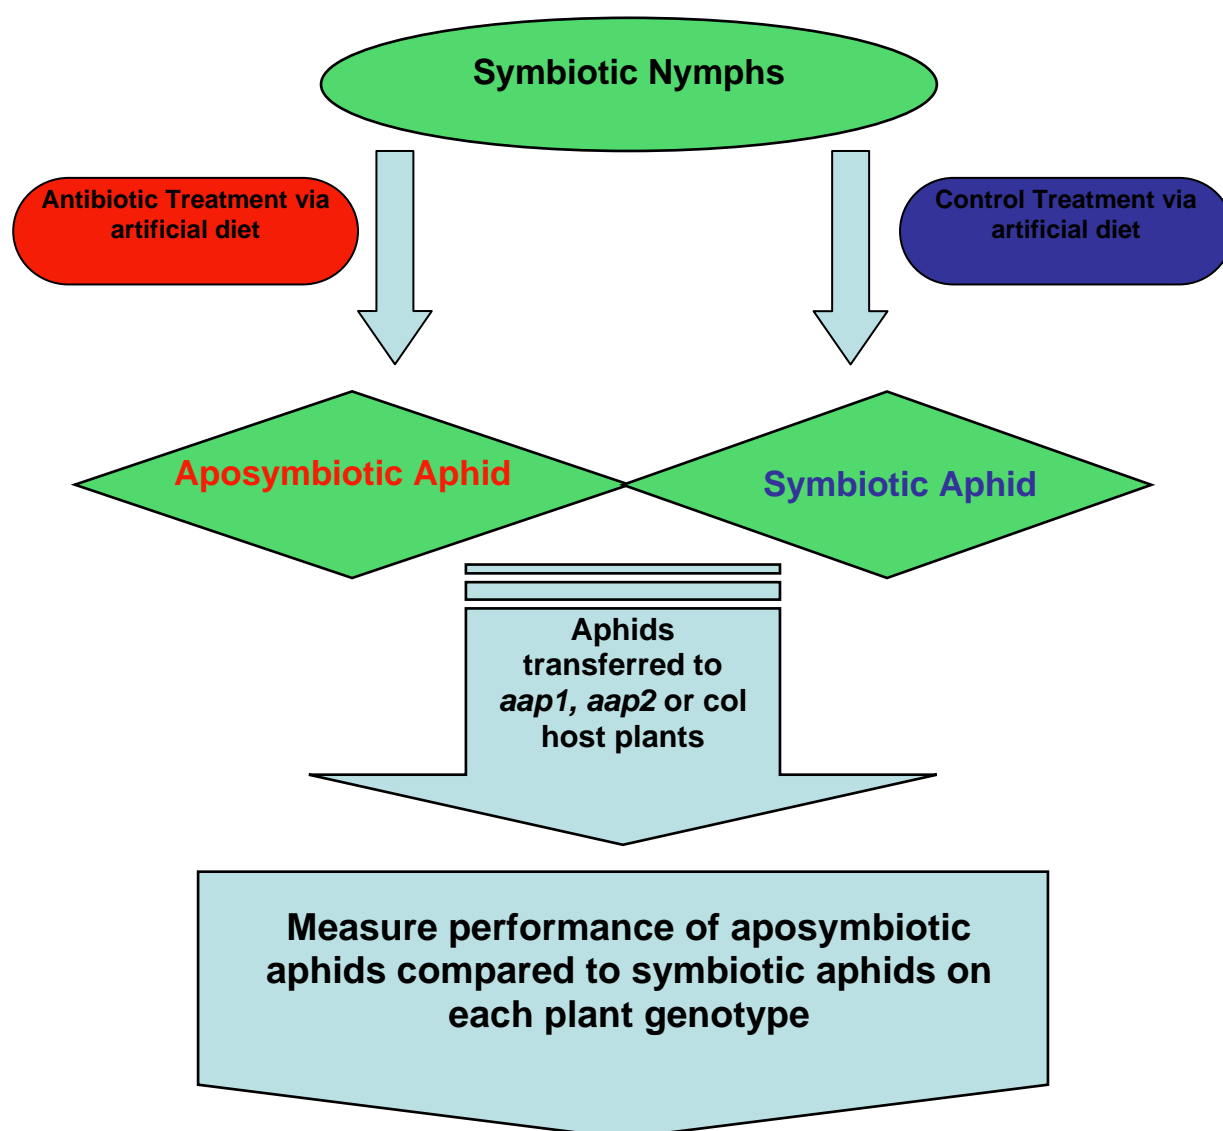 Symbiotic Nymphs
Antibiotic Treatment via
artificial diet
Control Treatment via
artificial diet
Aposymbiotic Aphid
Symbiotic Aphid
Aphids
transferred to
aap1, aap2 or col
host plants
Measure performance of aposymbiotic
aphids compared to symbiotic aphids on
each plant genotype